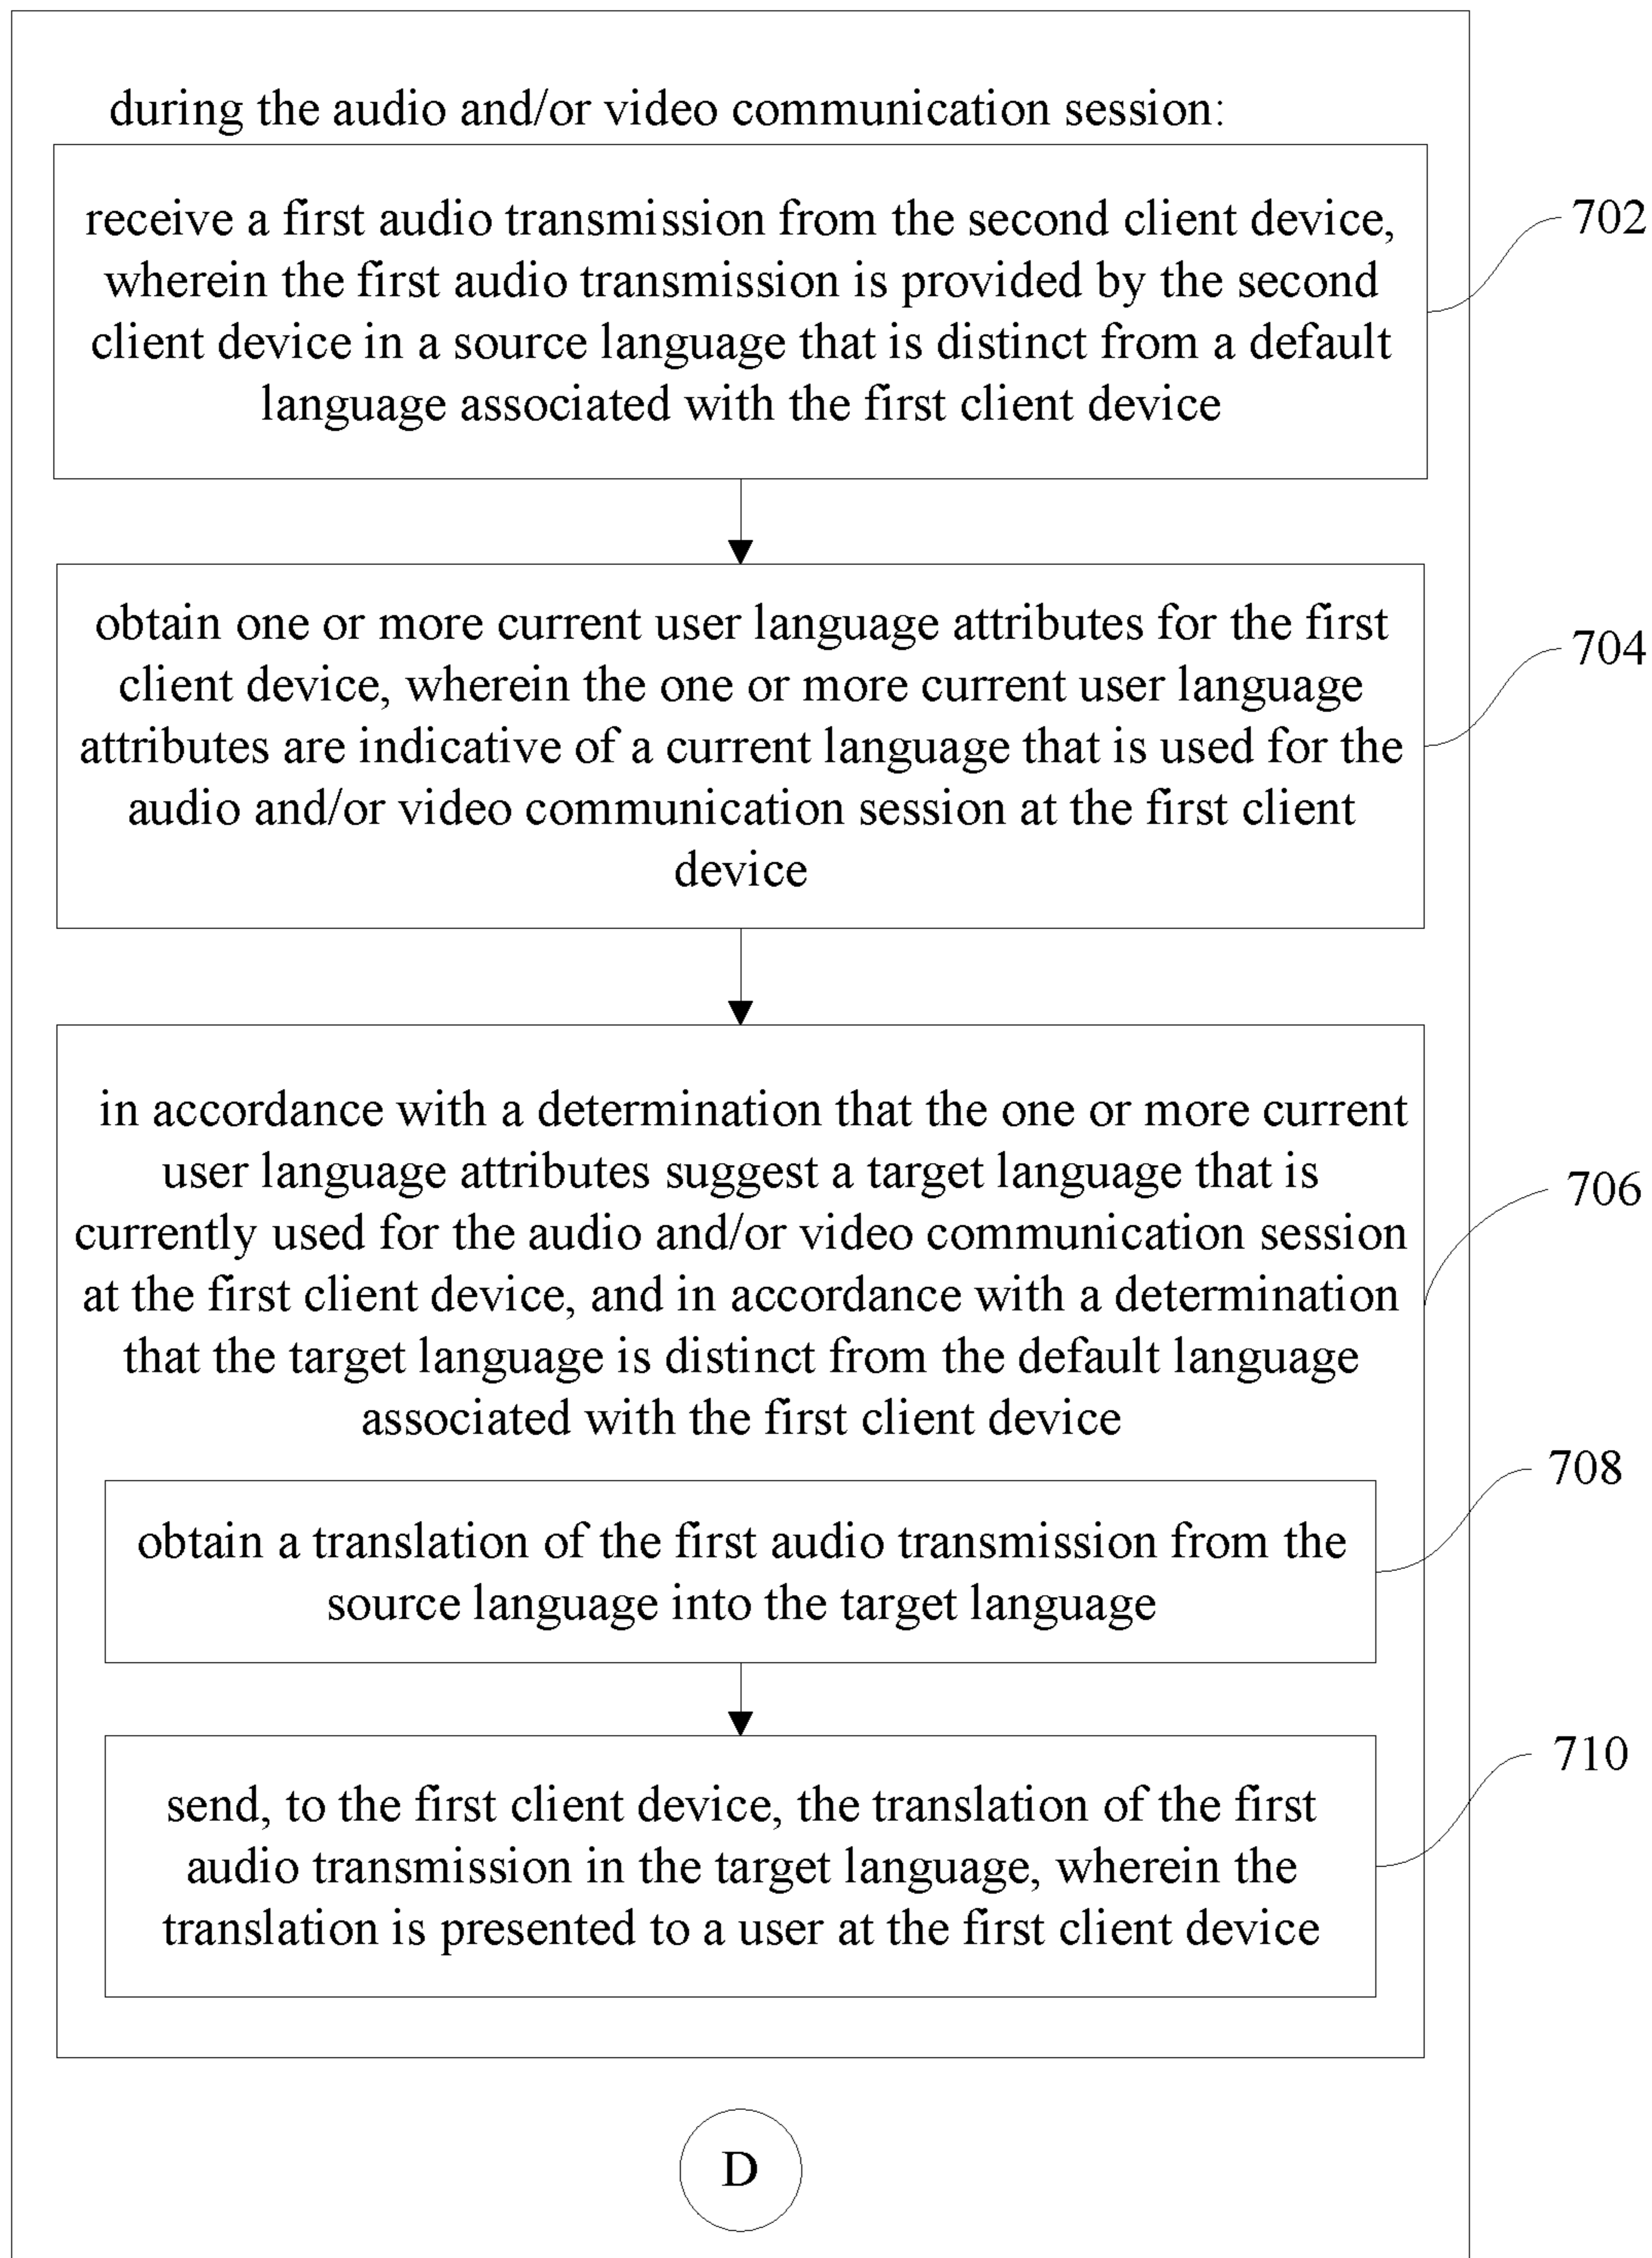 during the audio and/or video communication session:
receive a first audio transmission from the second client device,
wherein the first audio transmission is provided by the second
client device in a source language that is distinct from a default
language associated with the first client device
702
obtain one or more current user language attributes for the first
client device, wherein the one or more current user language
attributes are indicative of a current language that is used for the
audio and/or video communication session at the first client
device
704
in accordance with a determination that the one or more current
user language attributes suggest a target language that is
currently used for the audio and/or video communication session
at the first client device, and in accordance with a determination
that the target language is distinct from the default language
associated with the first client device
706
obtain a translation of the first audio transmission from the
source language into the target language
708
send, to the first client device, the translation of the first
audio transmission in the target language, wherein the
translation is presented to a user at the first client device
710
D